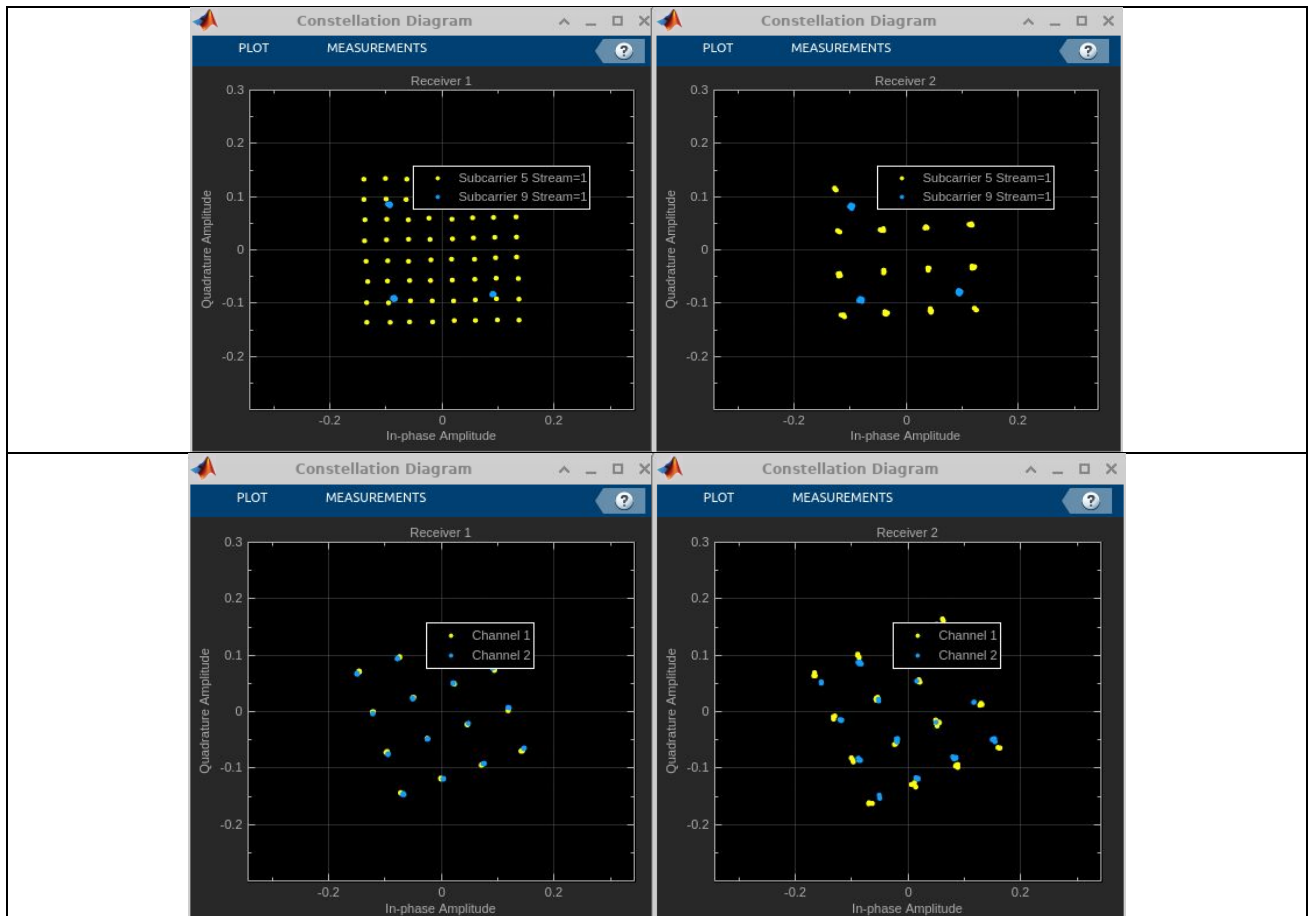 Constellation Diagram
PLOT MEASUREMENTS ?
Receiver 1
0.3
0.2
0.1
0
-0.1
-0.2
Quadrature Amplitude
Subcarrier 5 Stream=1
Subcarrier 9 Stream=1
-0.2 0 0.2
In-phase Amplitude
Constellation Diagram
PLOT MEASUREMENTS ?
Receiver 2
0.3
0.2
0.1
0
-0.1
-0.2
Quadrature Amplitude
Subcarrier 5 Stream=1
Subcarrier 9 Stream=1
-0.2 0 0.2
In-phase Amplitude
Constellation Diagram
PLOT MEASUREMENTS ?
Receiver 1
0.3
0.2
0.1
0
-0.1
-0.2
Quadrature Amplitude
Channel 1
Channel 2
-0.2 0 0.2
In-phase Amplitude
Constellation Diagram
PLOT MEASUREMENTS ?
Receiver 2
0.3
0.2
0.1
0
-0.1
-0.2
Quadrature Amplitude
Channel 1
Channel 2
-0.2 0 0.2
In-phase Amplitude